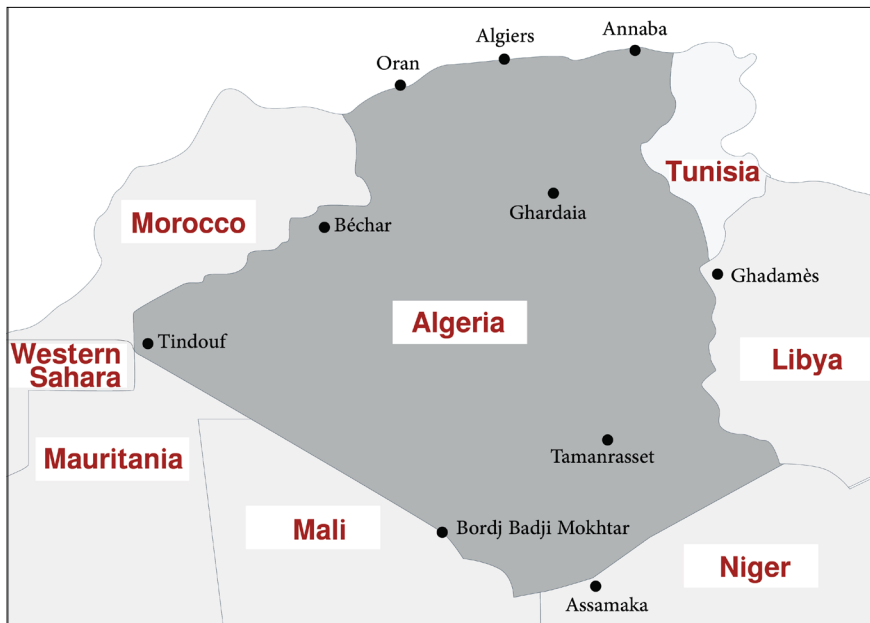 Annaba
Algiers
Oran
Tunisia
Ghardaia
Morocco
Béchar
Ghadamès
Algeria
Tindouf
Western
Sahara
Libya
Mauritania
Tamanrasset
Mali
Bordj Badji Mokhtar
Niger
Assamaka